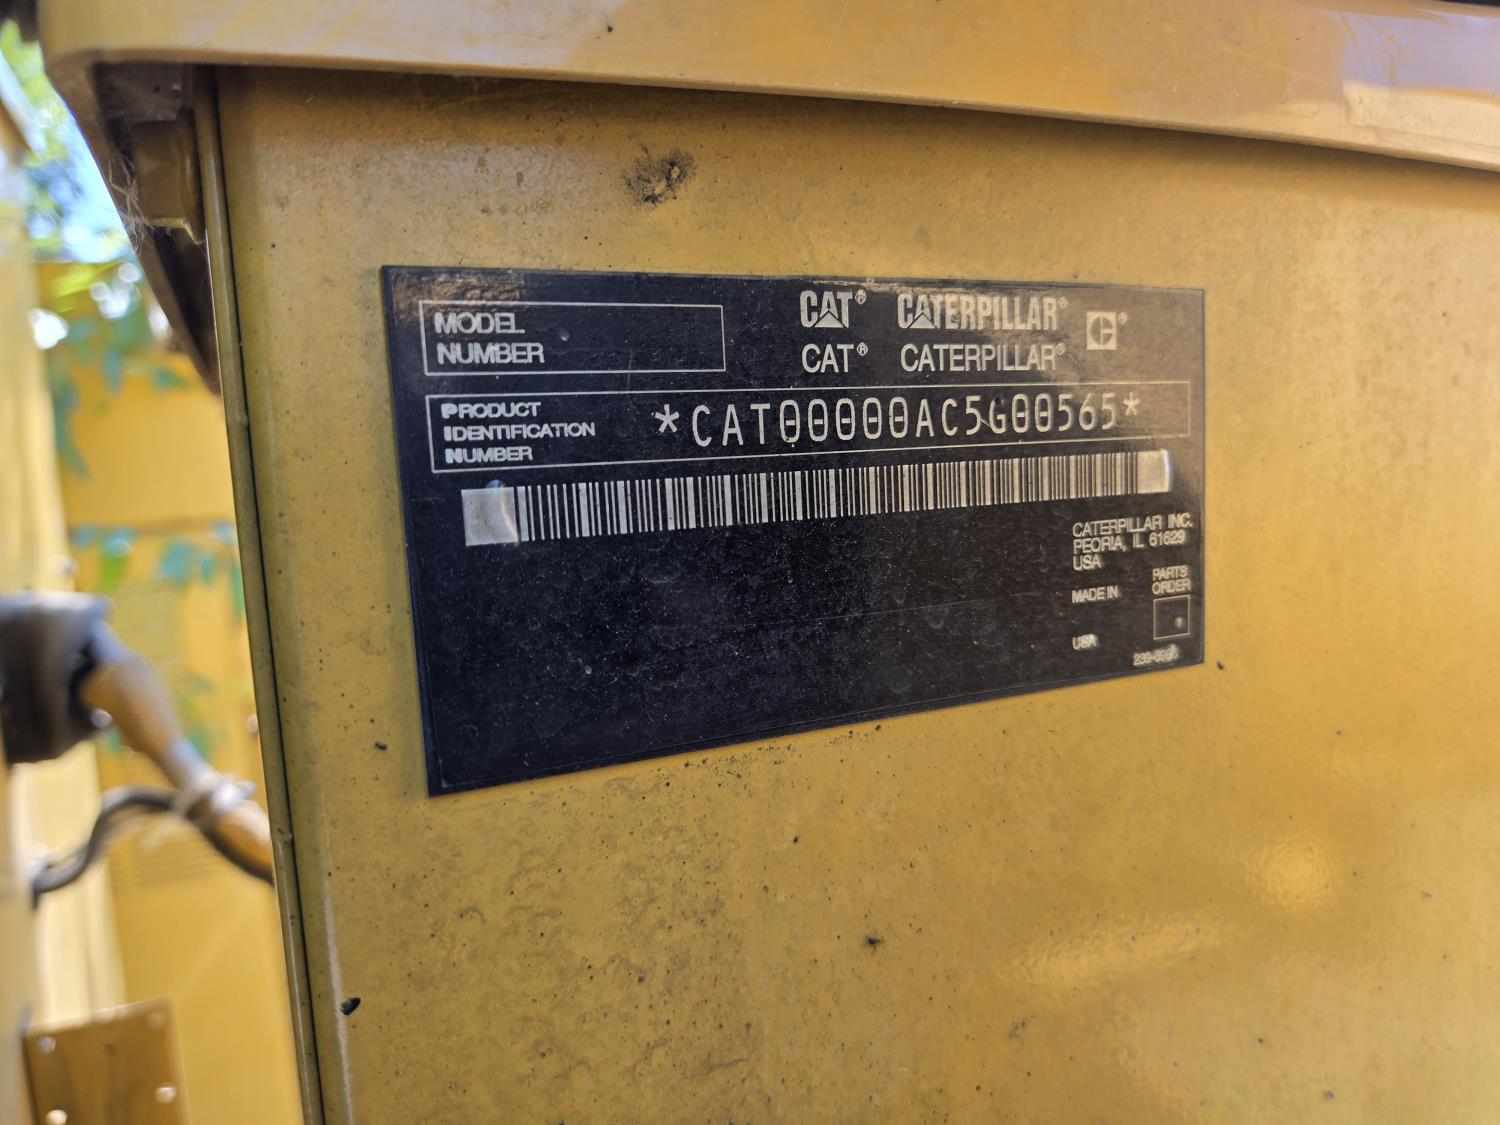 MODEL
NUMBER
CAT® CATERPILLAR®
CAT® CATERPILLAR®
PRODUCT
IDENTIFICATION
NUMBER
*CAT00000AC5G00565*
CATERPILLAR INC.
PEORIA, IL 61629
USA
MADE IN
PARTS
ORDER
USA